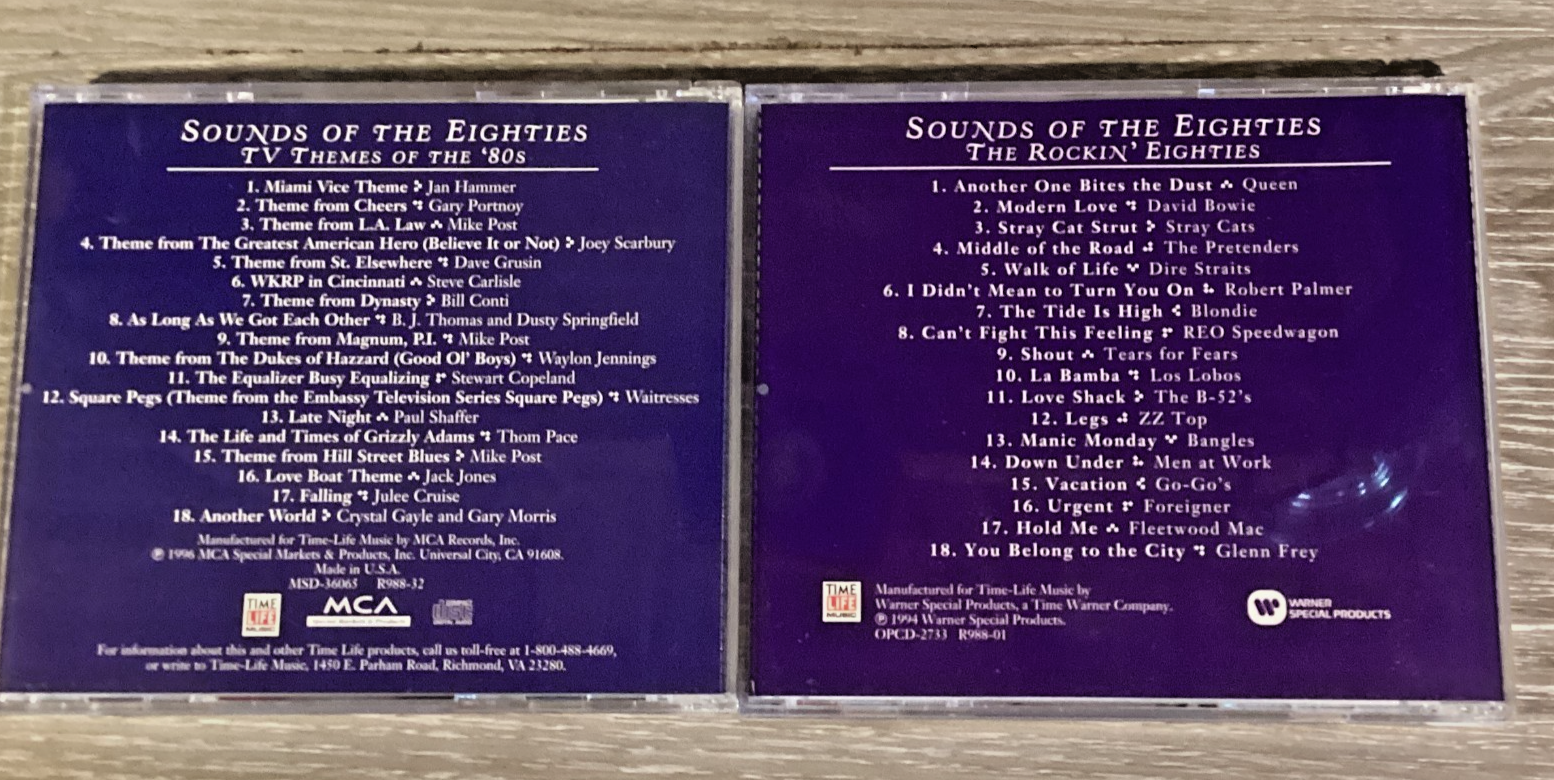 SOUNDS OF THE EIGHTIES
TV THEMES OF THE '80S
1. Miami Vice Theme Jan Hammer
2. Theme from Cheers Gary Portnoy
3. Theme from L.A. Law Mike Post
4. Theme from The Greatest American Hero (Believe It or Not) Joey Scarbury
5. Theme from St. Elsewhere Dave Grusin
6. WKRP in Cincinnati Steve Carlisle
7. Theme from Dynasty Bill Conti
8. As Long As We Got Each Other B. J. Thomas and Dusty Springfield
9. Theme from Magnum, P.I. Mike Post
10. Theme from The Dukes of Hazzard (Good Ol' Boys) Waylon Jennings
11. The Equalizer Busy Equalizing Stewart Copeland
12. Square Pegs (Theme from the Embassy Television Series Square Pegs) Waitresses
13. Late Night Paul Shaffer
14. The Life and Times of Grizzly Adams Thom Pace
15. Theme from Hill Street Blues Mike Post
16. Love Boat Theme Jack Jones
17. Falling Julee Cruise
18. Another World Crystal Gayle and Gary Morris
Manufactured for Time-Life Music by MCA Records, Inc.
℗ 1996 MCA Special Markets & Products, Inc. Universal City, CA 91608.
Made in U.S.A.
MSD-36065 R988-32
TIME
LIFE
MUSIC
MCA
COMPACT
disc
DIGITAL AUDIO
For information about this and other Time Life products, call us toll-free at 1-800-488-4669,
or write to Time-Life Music, 1450 E. Parham Road, Richmond, VA 23280.
SOUNDS OF THE EIGHTIES
THE ROCKIN' EIGHTIES
1. Another One Bites the Dust Queen
2. Modern Love David Bowie
3. Stray Cat Strut Stray Cats
4. Middle of the Road The Pretenders
5. Walk of Life Dire Straits
6. I Didn't Mean to Turn You On Robert Palmer
7. The Tide Is High Blondie
8. Can't Fight This Feeling REO Speedwagon
9. Shout Tears for Fears
10. La Bamba Los Lobos
11. Love Shack The B-52's
12. Legs ZZ Top
13. Manic Monday Bangles
14. Down Under Men at Work
15. Vacation Go-Go's
16. Urgent Foreigner
17. Hold Me Fleetwood Mac
18. You Belong to the City Glenn Frey
TIME
LIFE
MUSIC
Manufactured for Time-Life Music by
Warner Special Products, a Time Warner Company.
℗ 1994 Warner Special Products.
OPCD-2733 R988-01
WARNER
SPECIAL PRODUCTS